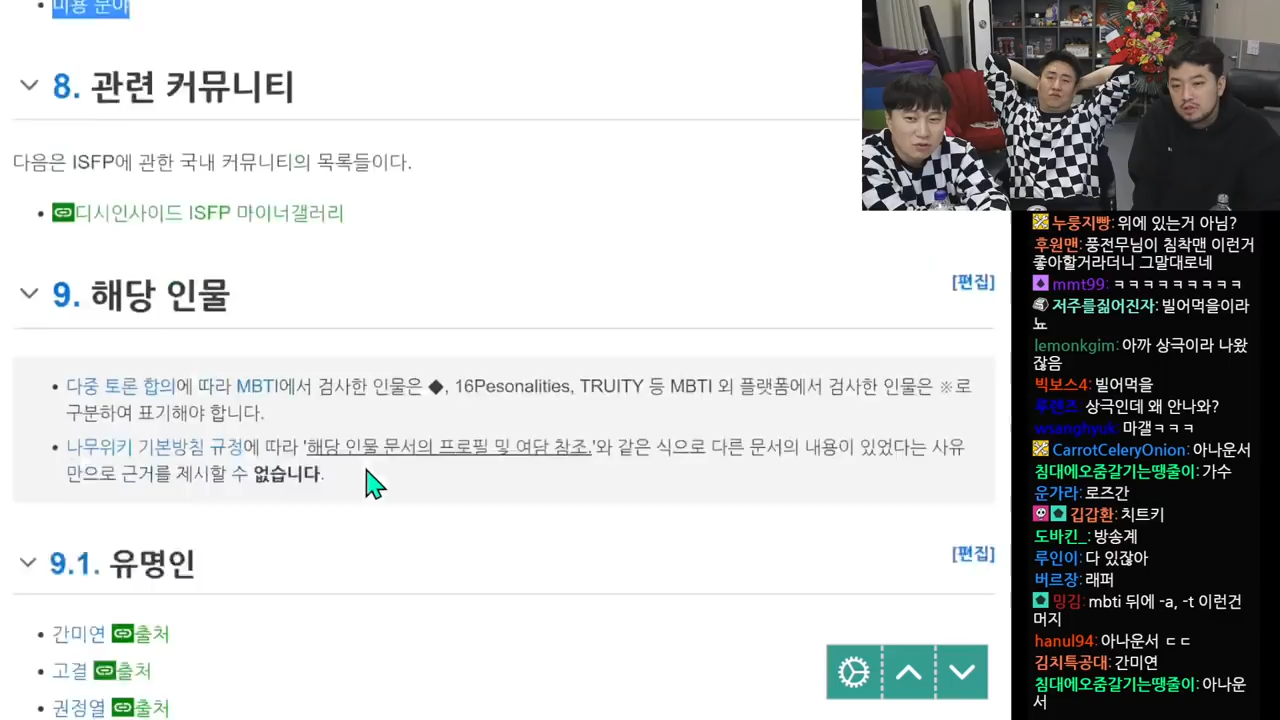 미용 분야
8. 관련 커뮤니티
다음은 ISFP에 관한 국내 커뮤니티의 목록들이다.
디시인사이드 ISFP 마이너갤러리
9. 해당 인물
[편집]
다중 토론 합의에 따라 MBTI에서 검사한 인물은 ◆, 16Pesonalities, TRUITY 등 MBTI 외 플랫폼에서 검사한 인물은 ※로
구분하여 표기해야 합니다.
나무위키 기본방침 규정에 따라 '해당 인물 문서의 프로필 및 여담 참조.'와 같은 식으로 다른 문서의 내용이 있었다는 사유
만으로 근거를 제시할 수 없습니다.
9.1. 유명인
[편집]
간미연 출처
고결 출처
권정열 출처
누룽지빵: 위에 있는거 아님?
후원맨: 풍전무님이 침착맨 이런거
좋아할거라더니 그말대로네
mmt99: ㅋㅋㅋㅋㅋㅋㅋㅋㅋ
저주를짊어진자: 빌어먹을이라
뇨
lemonkgim: 아까 상극이라 나왔
잖음
빅보스4: 빌어먹을
루랜즈: 상극인데 왜 안나와?
wsanghyuk: 마갤ㅋㅋㅋ
CarrotCeleryOnion: 아나운서
침대에오줌갈기는땡줄이: 가수
운가라: 로즈간
김갑환: 치트키
도바킨_: 방송계
루인이: 다 있잖아
버르장: 래퍼
밍김: mbti 뒤에 -a, -t 이런건
머지
hanul94: 아나운서 ㄷㄷ
김치특공대: 간미연
침대에오줌갈기는땡줄이: 아나운
서